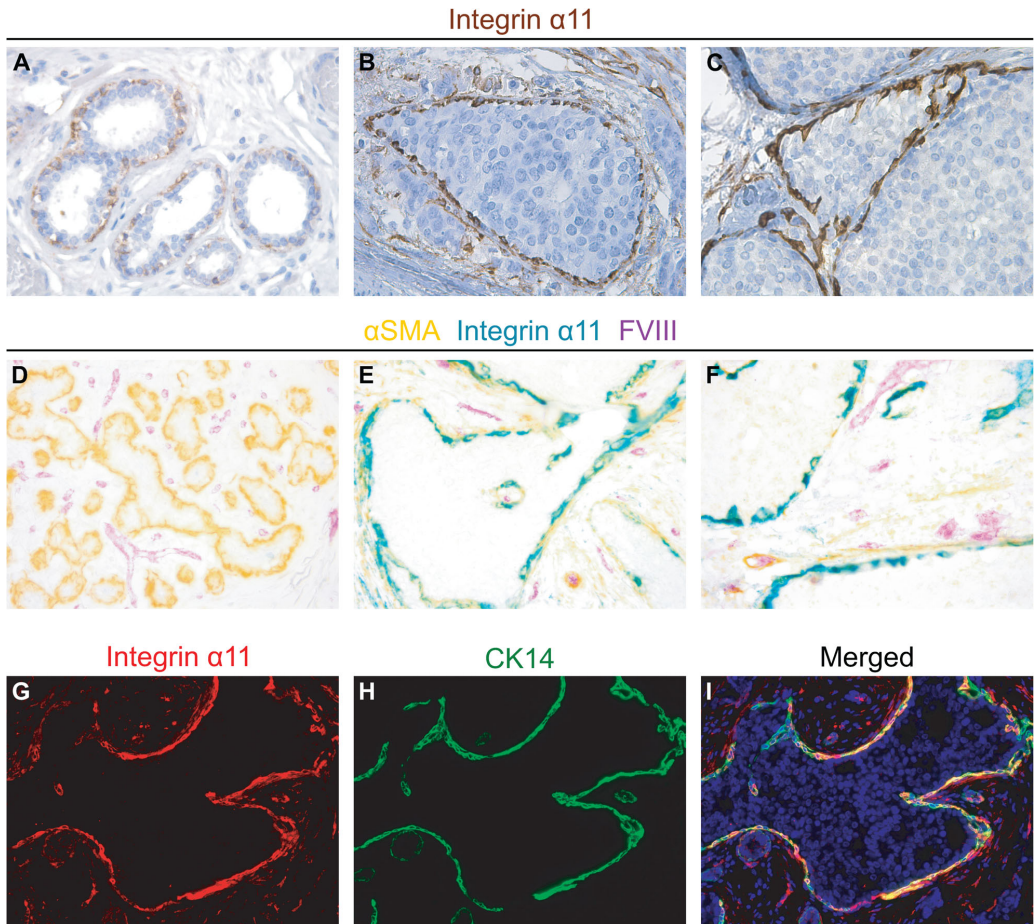 Integrin α11
A B C
αSMA Integrin α11 FVIII
D E F
Integrin α11 CK14 Merged
G H I